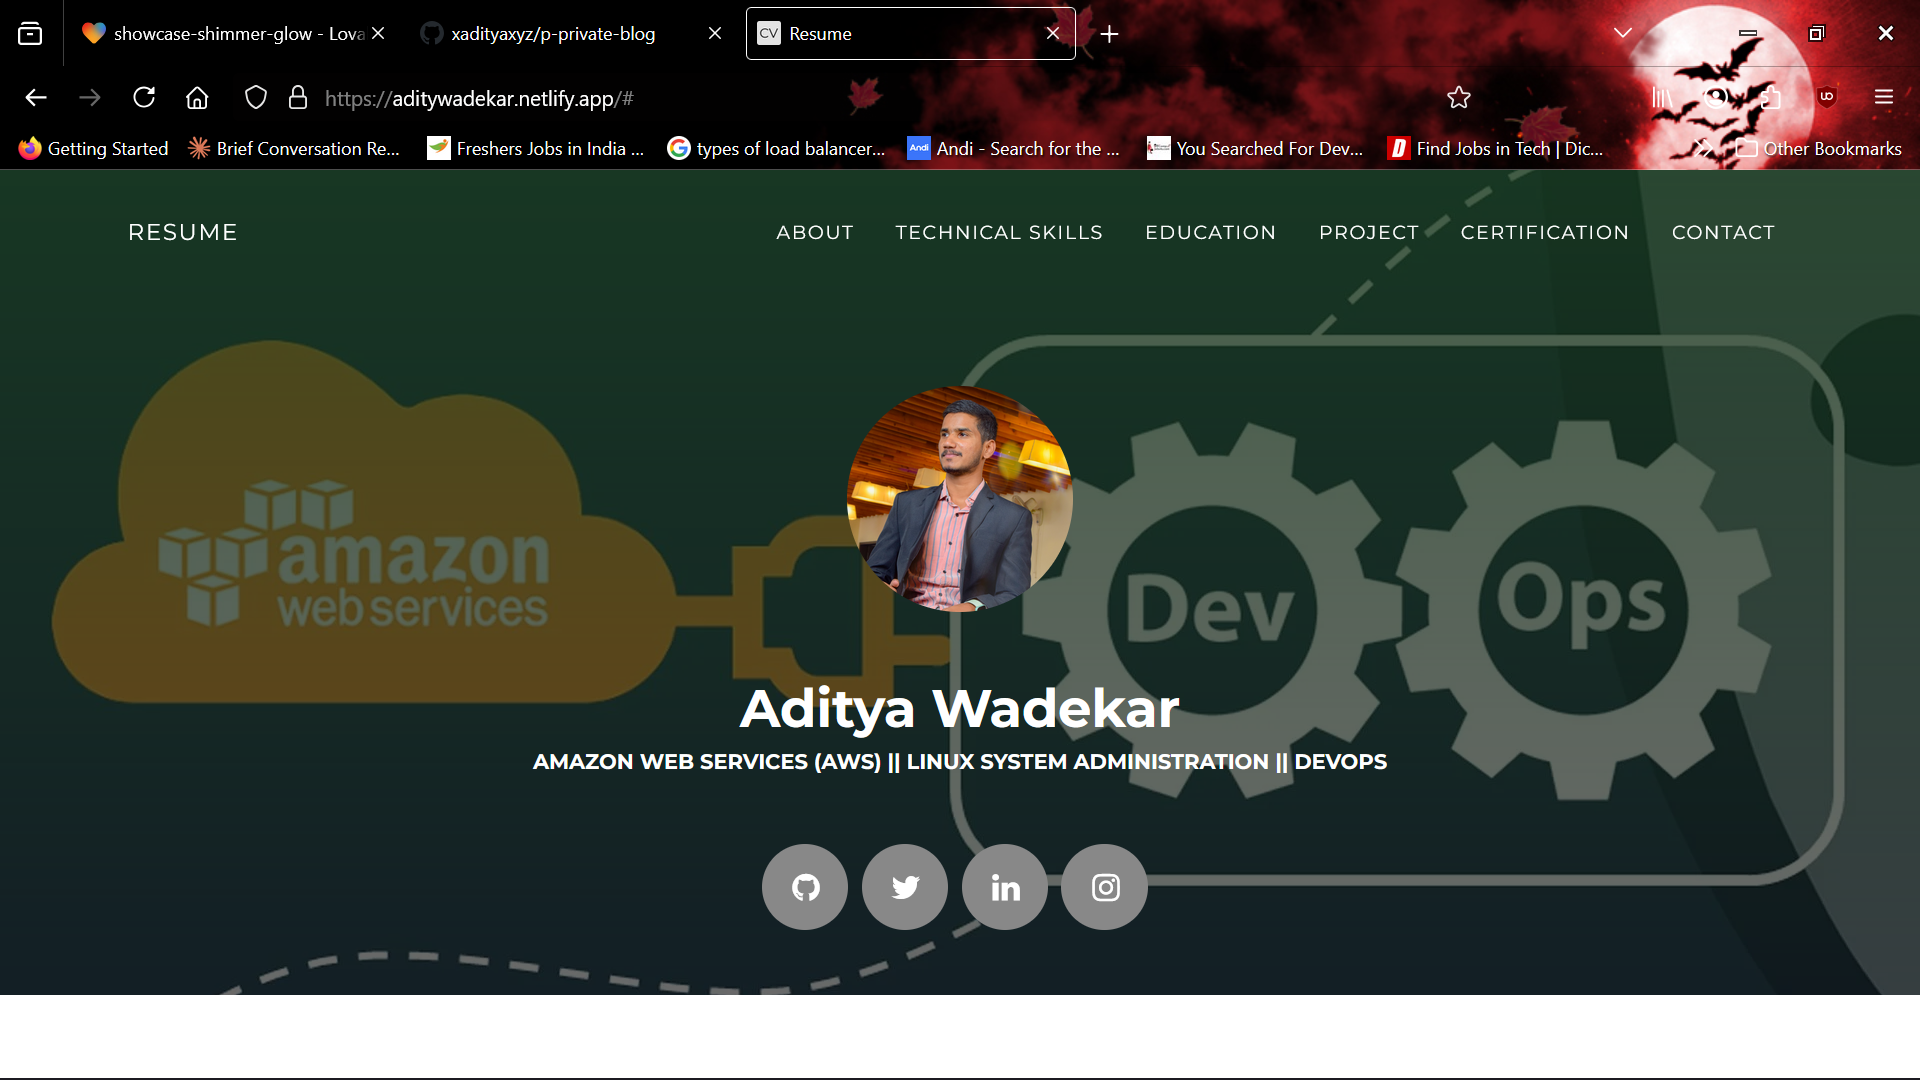 showcase-shimmer-glow - Lova
xadityaxyz/p-private-blog
CV
Resume
https://aditywadekar.netlify.app/#
Getting Started
Brief Conversation Re...
Freshers Jobs in India ...
types of load balancer...
Andi
Andi - Search for the ...
You Searched For Dev...
Find Jobs in Tech | Dic...
Other Bookmarks
RESUME
ABOUT
TECHNICAL SKILLS
EDUCATION
PROJECT
CERTIFICATION
CONTACT
amazon
web services
Dev
Ops
Aditya Wadekar
AMAZON WEB SERVICES (AWS) || LINUX SYSTEM ADMINISTRATION || DEVOPS